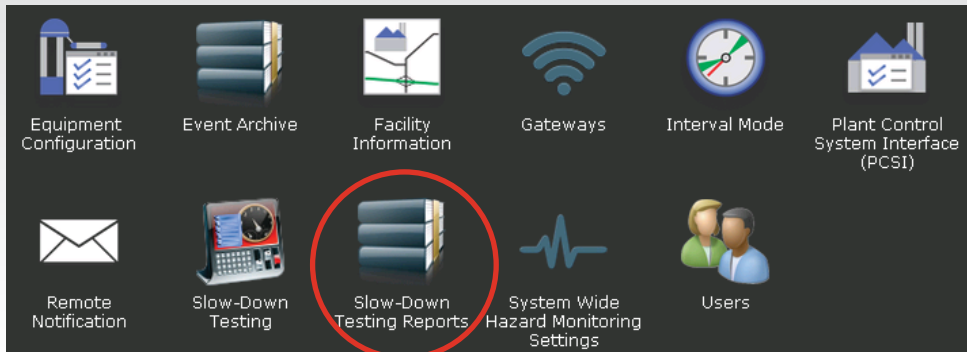 Equipment
Configuration
Event Archive
Facility
Information
Gateways
Interval Mode
Plant Control
System Interface
(PCSI)
Remote
Notification
Slow-Down
Testing
Slow-Down
Testing Reports
System Wide
Hazard Monitoring
Settings
Users